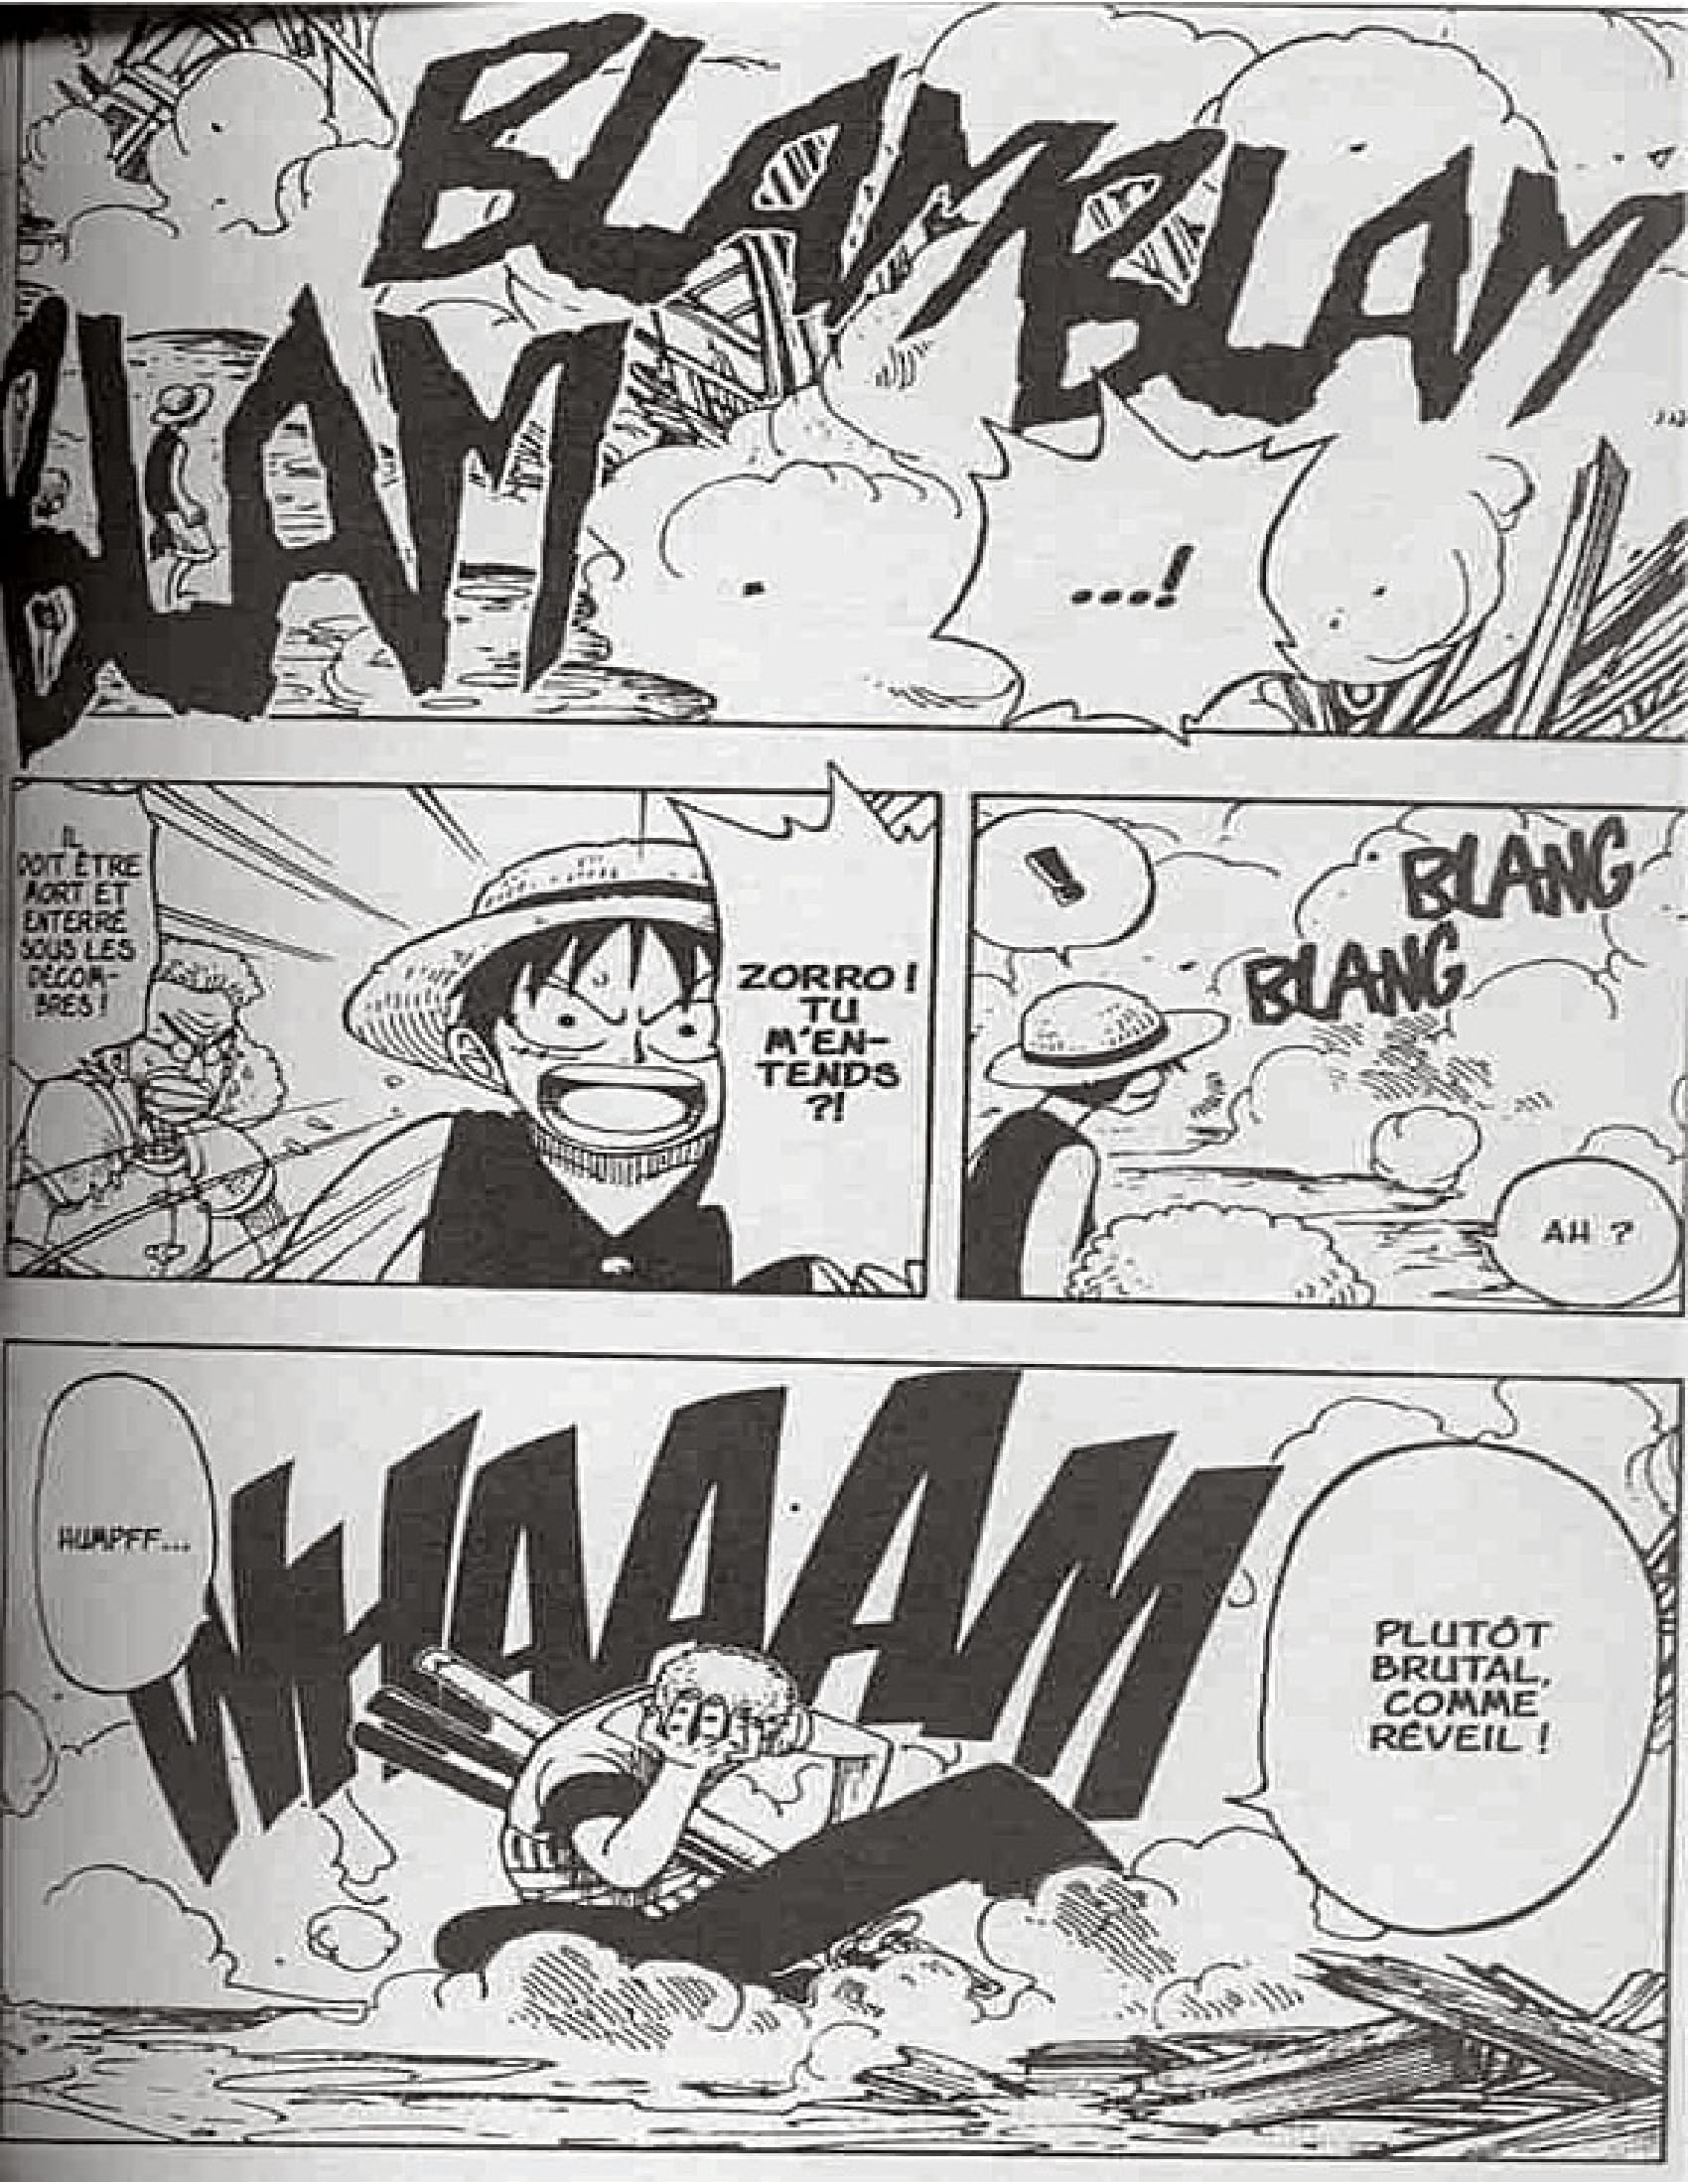 BLAM
BLAM
BLAM
...!
BLANG
BLANG
!
AH ?
ZORRO !
TU
M'EN-
TENDS
?!
IL
DOIT ÊTRE
MORT ET
ENTERRÉ
SOUS LES
DÉCOM-
BRES !
PLUTÔT
BRUTAL,
COMME
RÉVEIL !
WHAAAM
HUMPFF...